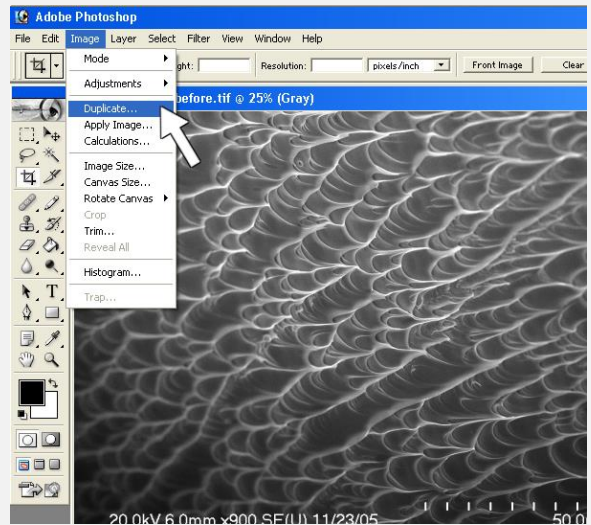 Adobe Photoshop
File Edit Image Layer Select Filter View Window Help
ght: Resolution: pixels/inch Front Image Clear
Mode
Adjustments
Duplicate...
Apply Image...
Calculations...
Image Size...
Canvas Size...
Rotate Canvas
Crop
Trim...
Reveal All
Histogram...
Trap...
before.tif @ 25% (Gray)
T
20.0kV 6.0mm x900 SE(U) 11/23/05 50.0